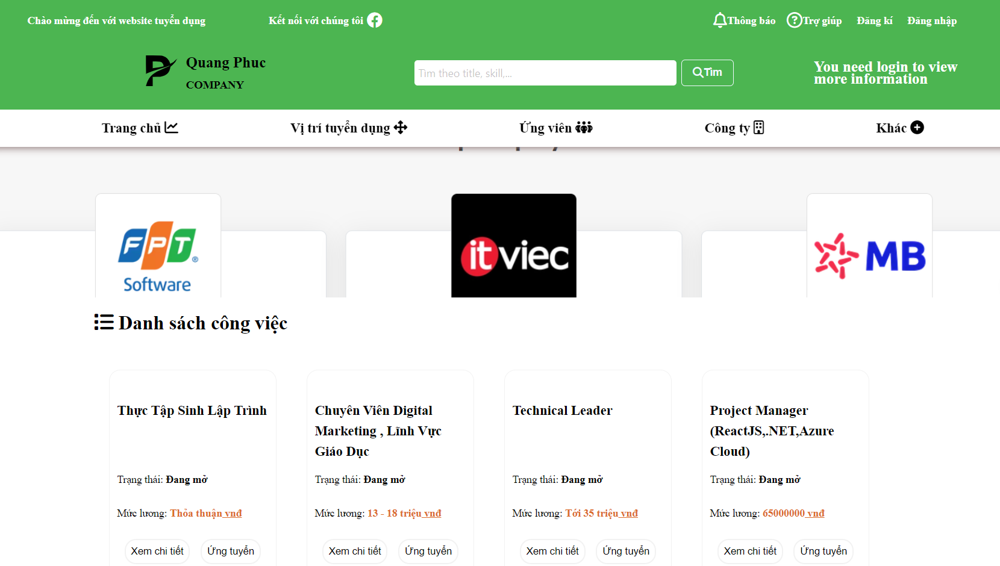 Chào mừng đến với website tuyển dụng
Kết nối với chúng tôi
Thông báo
Trợ giúp
Đăng kí
Đăng nhập
Quang Phuc
COMPANY
Tìm theo title, skill,...
Tìm
You need login to view
more information
Trang chủ
Vị trí tuyển dụng
Ứng viên
Công ty
Khác
FPT
Software
itviec
MB
Danh sách công việc
Thực Tập Sinh Lập Trình
Trạng thái: Đang mở
Mức lương: Thỏa thuận vnđ
Xem chi tiết
Ứng tuyển
Chuyên Viên Digital
Marketing , Lĩnh Vực
Giáo Dục
Trạng thái: Đang mở
Mức lương: 13 - 18 triệu vnđ
Xem chi tiết
Ứng tuyển
Technical Leader
Trạng thái: Đang mở
Mức lương: Tới 35 triệu vnđ
Xem chi tiết
Ứng tuyển
Project Manager
(ReactJS,.NET,Azure
Cloud)
Trạng thái: Đang mở
Mức lương: 65000000 vnđ
Xem chi tiết
Ứng tuyển